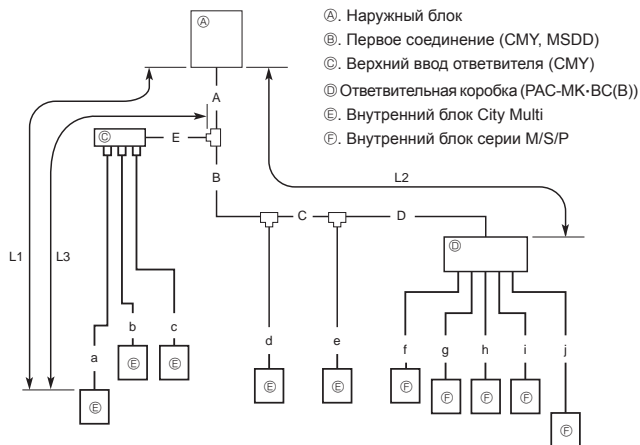 Ⓐ
Ⓐ. Наружный блок
Ⓑ. Первое соединение (CMY, MSDD)
Ⓒ. Верхний ввод ответвителя (CMY)
Ⓓ Ответвительная коробка (PAC-MK·BC(B))
Ⓔ. Внутренний блок City Multi
Ⓕ. Внутренний блок серии M/S/P
A
Ⓒ
E
B
L2
C
D
Ⓓ
L1
L3
a
b
c
d
e
f
g
h
i
j
Ⓔ
Ⓔ
Ⓔ
Ⓔ
Ⓔ
Ⓕ
Ⓕ
Ⓕ
Ⓕ
Ⓕ